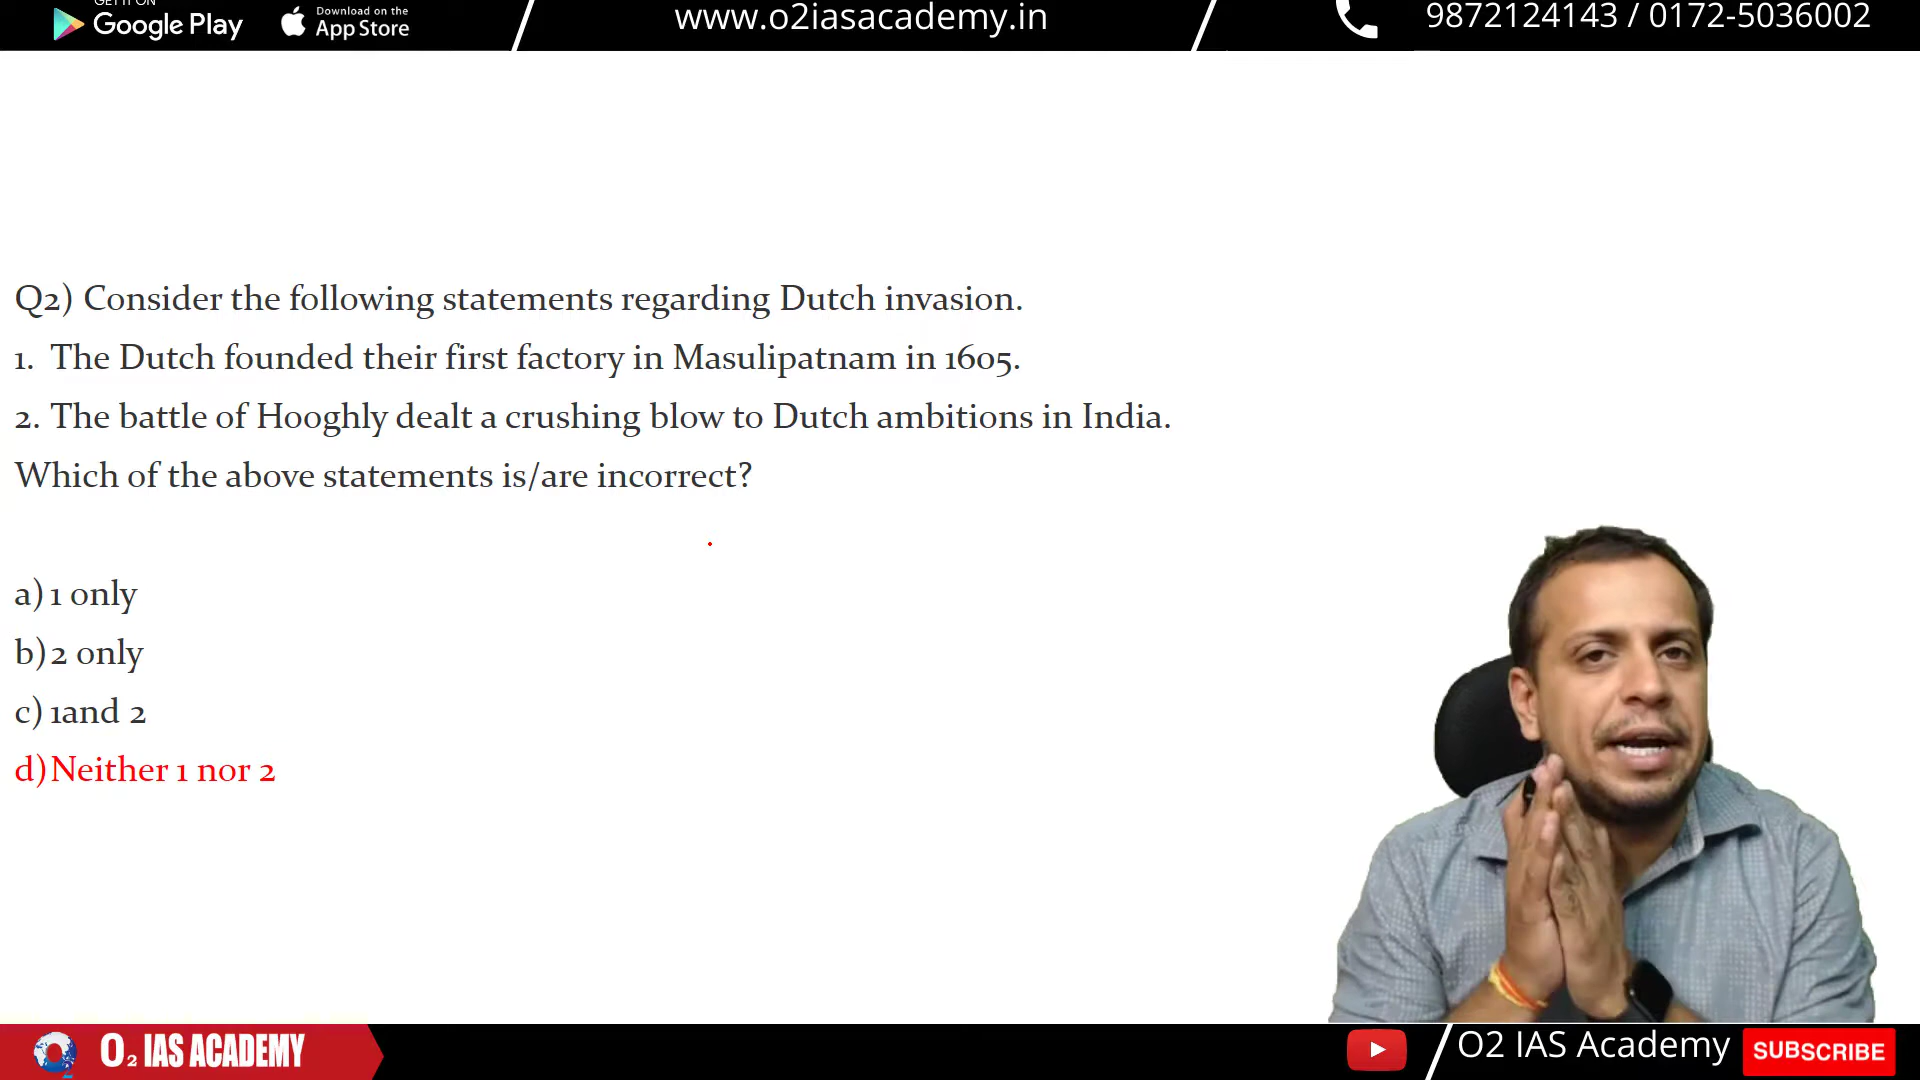 GET IT ON
Google Play
Download on the
App Store
www.o2iasacademy.in
9872124143 / 0172-5036002
Q2) Consider the following statements regarding Dutch invasion.
1. The Dutch founded their first factory in Masulipatnam in 1605.
2. The battle of Hooghly dealt a crushing blow to Dutch ambitions in India.
Which of the above statements is/are incorrect?
a) 1 only
b) 2 only
c) 1and 2
d) Neither 1 nor 2
O2 IAS ACADEMY
O2 IAS Academy
SUBSCRIBE